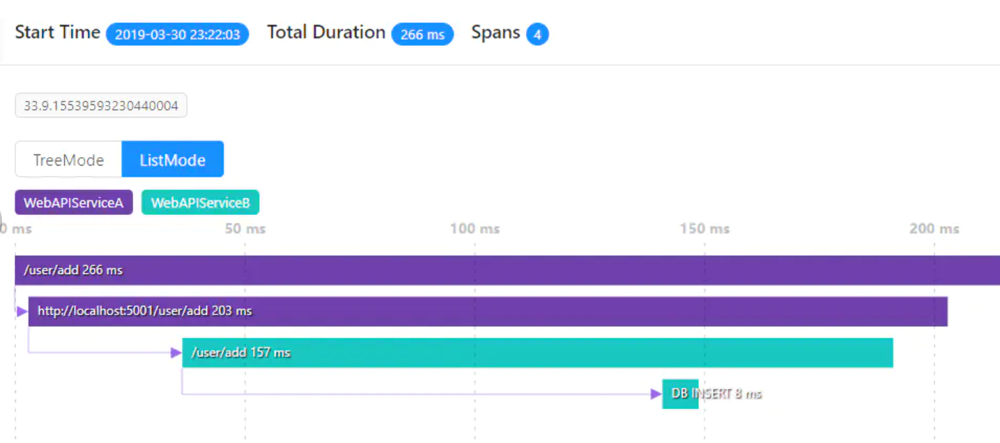 Start Time 2019-03-30 23:22:03 Total Duration 266 ms Spans 4
33.9.15539593230440004
TreeMode ListMode
WebAPIServiceA WebAPIServiceB
0 ms 50 ms 100 ms 150 ms 200 ms
/user/add 266 ms
http://localhost:5001/user/add 203 ms
/user/add 157 ms
DB INSERT 8 ms